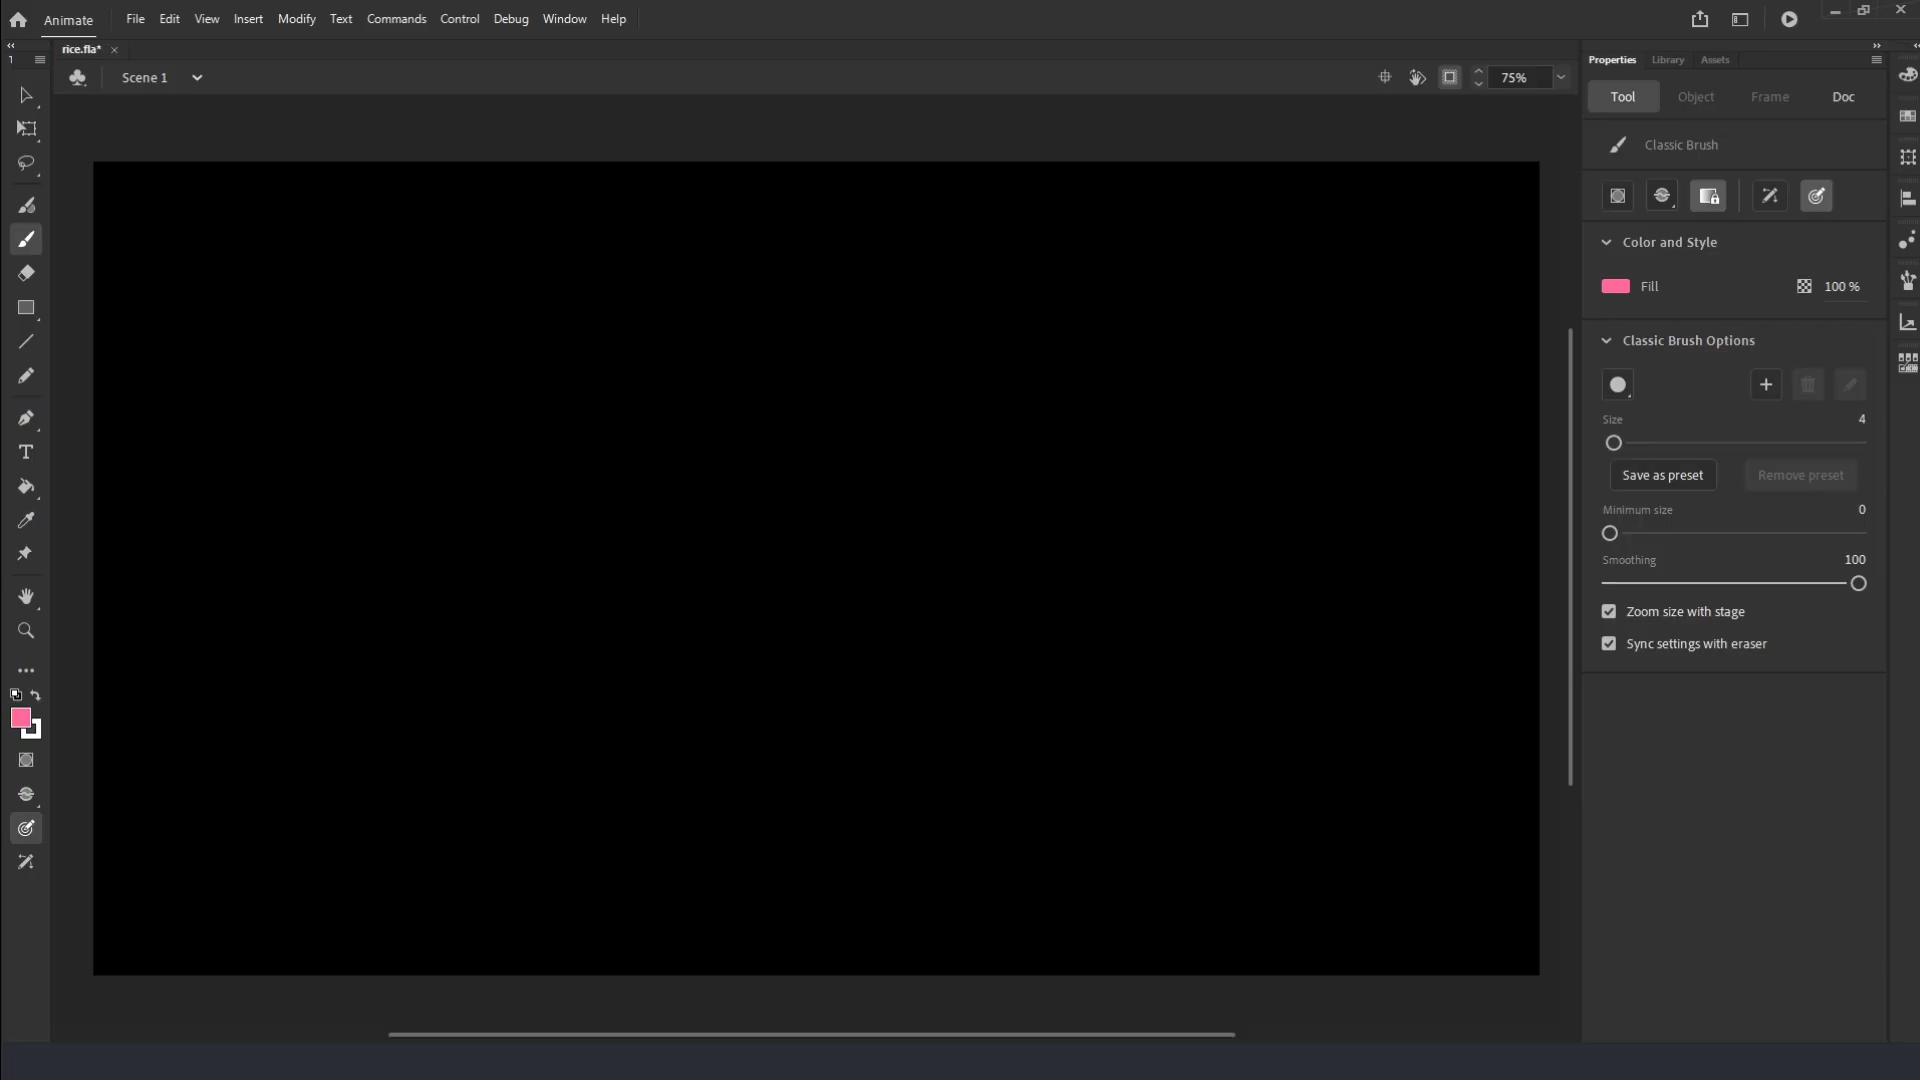 Animate File Edit View Insert Modify Text Commands Control Debug Window Help
rice.fla*
1
Scene 1
75%
Properties Library Assets
Tool Object Frame Doc
Classic Brush
Color and Style
Fill 100 %
Classic Brush Options
Size 4
Save as preset Remove preset
Minimum size 0
Smoothing 100
Zoom size with stage
Sync settings with eraser